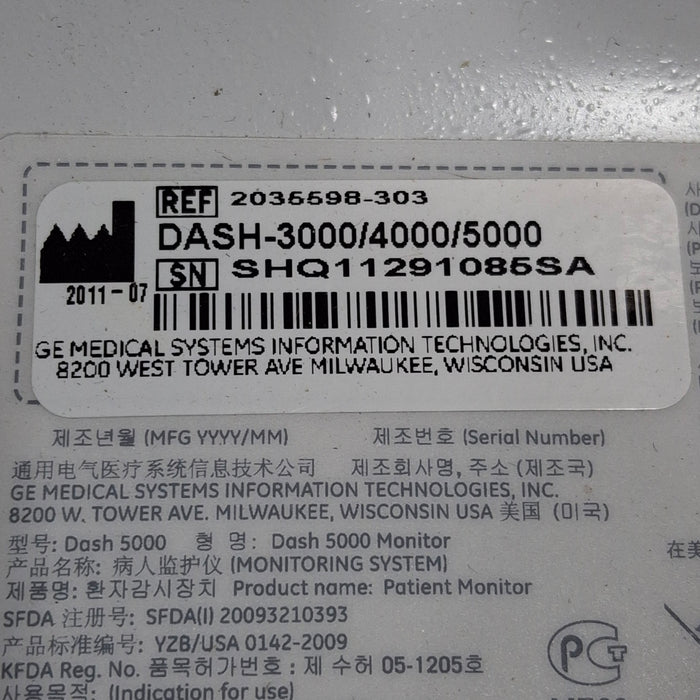 REF 2035598-303
DASH-3000/4000/5000
SN SHQ11291085SA
2011-07
GE MEDICAL SYSTEMS INFORMATION TECHNOLOGIES, INC.
8200 WEST TOWER AVE MILWAUKEE, WISCONSIN USA
제조년월 (MFG YYYY/MM) 제조번호 (Serial Number)
通用电气医疗系统信息技术公司 제조회사명, 주소 (제조국)
GE MEDICAL SYSTEMS INFORMATION TECHNOLOGIES, INC.
8200 W. TOWER AVE. MILWAUKEE, WISCONSIN USA 美国 (미국)
型号: Dash 5000 형 명: Dash 5000 Monitor
产品名称: 病人监护仪 (MONITORING SYSTEM)
제품명: 환자감시장치 Product name: Patient Monitor
SFDA 注册号: SFDA(I) 20093210393
产品标准编号: YZB/USA 0142-2009
KFDA Reg. No. 품목허가번호: 제 수허 05-1205호
사용목적: (Indication for use)
在美